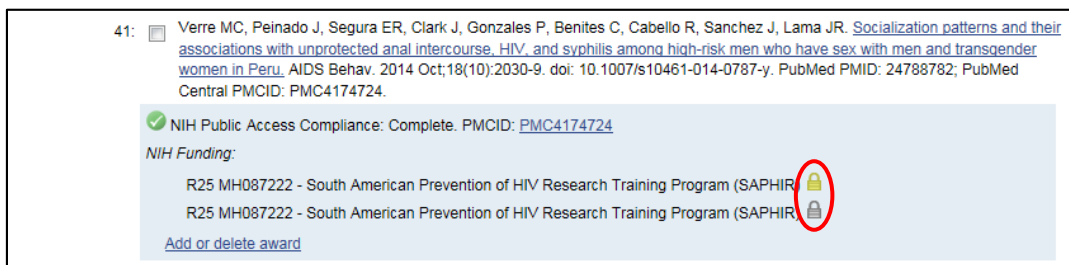 41: Verre MC, Peinado J, Segura ER, Clark J, Gonzales P, Benites C, Cabello R, Sanchez J, Lama JR. Socialization patterns and their
associations with unprotected anal intercourse, HIV, and syphilis among high-risk men who have sex with men and transgender
women in Peru. AIDS Behav. 2014 Oct;18(10):2030-9. doi: 10.1007/s10461-014-0787-y. PubMed PMID: 24788782; PubMed
Central PMCID: PMC4174724.
NIH Public Access Compliance: Complete. PMCID: PMC4174724
NIH Funding:
R25 MH087222 - South American Prevention of HIV Research Training Program (SAPHIR)
R25 MH087222 - South American Prevention of HIV Research Training Program (SAPHIR)
Add or delete award